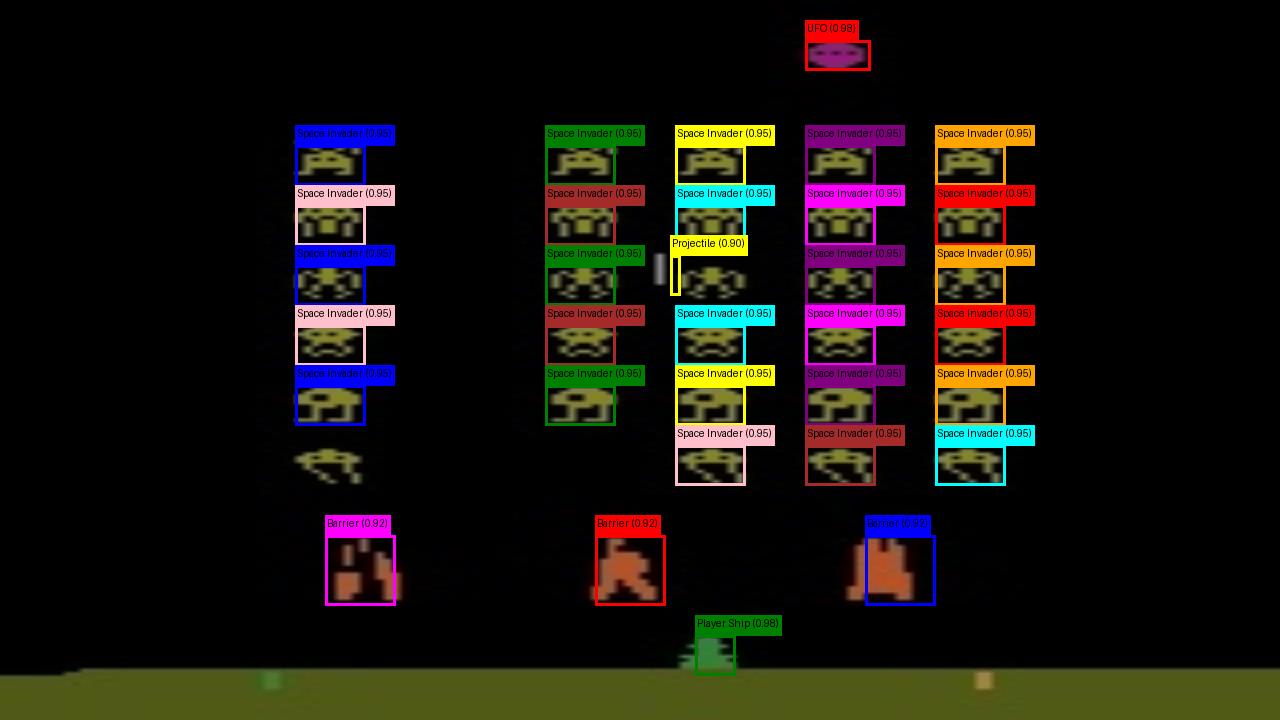 UFO (0.98)
Space Invader (0.95) Space Invader (0.95) Space Invader (0.95) Space Invader (0.95) Space Invader (0.95)
Space Invader (0.95) Space Invader (0.95) Space Invader (0.95) Space Invader (0.95) Space Invader (0.95)
Projectile (0.90)
Space Invader (0.95) Space Invader (0.95) Space Invader (0.95) Space Invader (0.95)
Space Invader (0.95) Space Invader (0.95) Space Invader (0.95) Space Invader (0.95) Space Invader (0.95)
Space Invader (0.95) Space Invader (0.95) Space Invader (0.95) Space Invader (0.95) Space Invader (0.95)
Space Invader (0.95) Space Invader (0.95) Space Invader (0.95)
Barrier (0.92) Barrier (0.92) Barrier (0.92)
Player Ship (0.98)